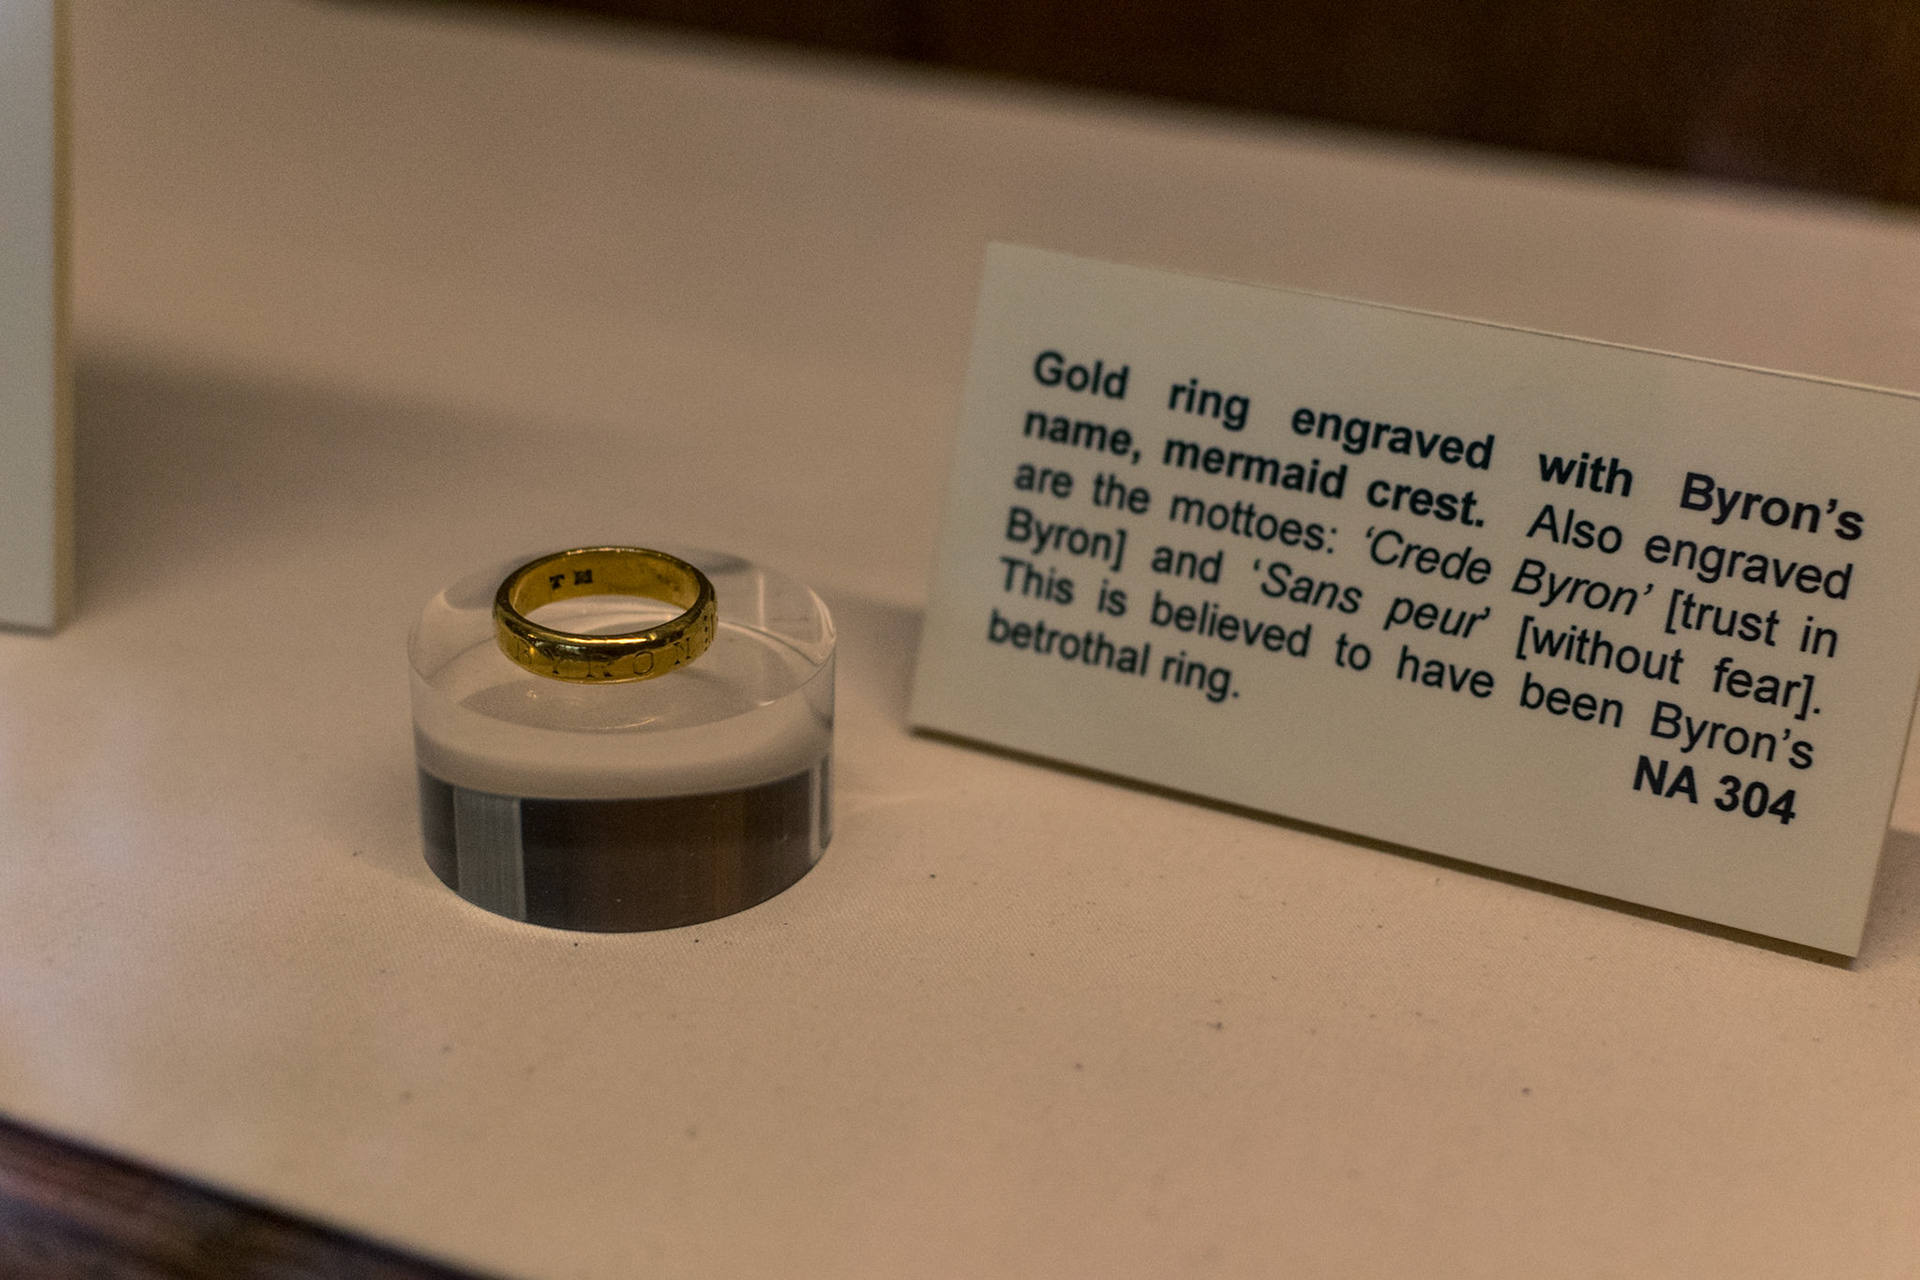 T M
BYRON
Gold ring engraved with Byron's
name, mermaid crest. Also engraved
are the mottoes: ‘Crede Byron’ [trust in
Byron] and ‘Sans peur’ [without fear].
This is believed to have been Byron’s
betrothal ring.
NA 304